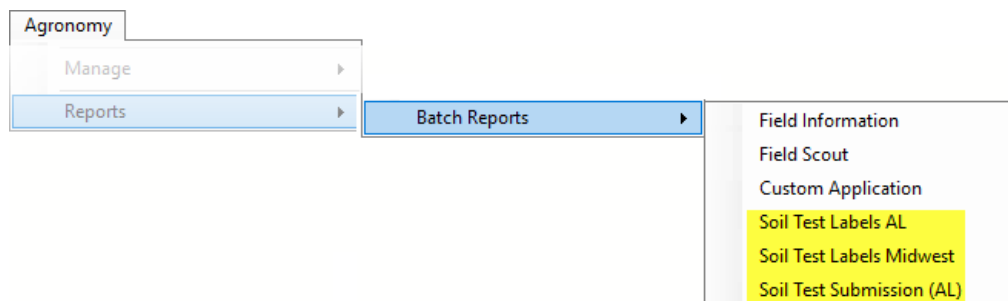 Agronomy
Manage
Reports
Batch Reports
Field Information
Field Scout
Custom Application
Soil Test Labels AL
Soil Test Labels Midwest
Soil Test Submission (AL)